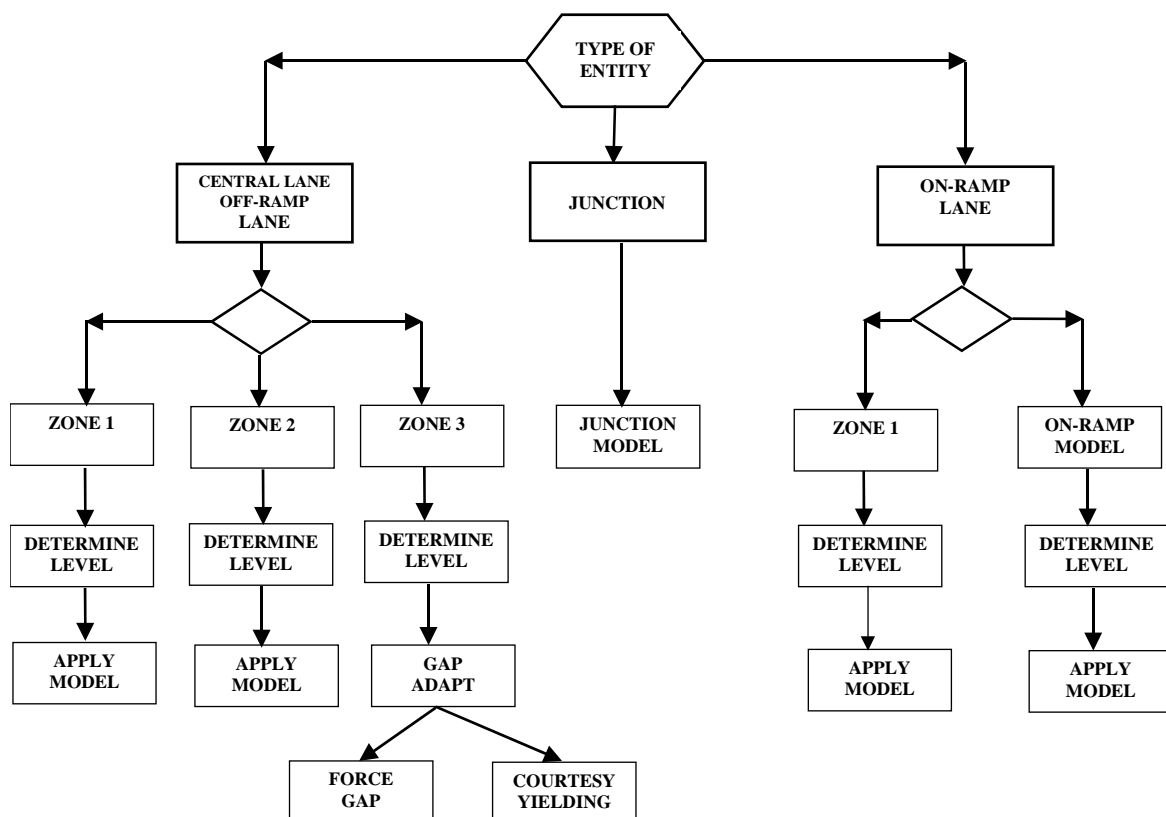 TYPE OF
ENTITY
CENTRAL LANE
OFF-RAMP
LANE
JUNCTION
ON-RAMP
LANE
ZONE 1
ZONE 2
ZONE 3
JUNCTION
MODEL
ZONE 1
ON-RAMP
MODEL
DETERMINE
LEVEL
DETERMINE
LEVEL
DETERMINE
LEVEL
DETERMINE
LEVEL
DETERMINE
LEVEL
APPLY
MODEL
APPLY
MODEL
GAP
ADAPT
APPLY
MODEL
APPLY
MODEL
FORCE
GAP
COURTESY
YIELDING